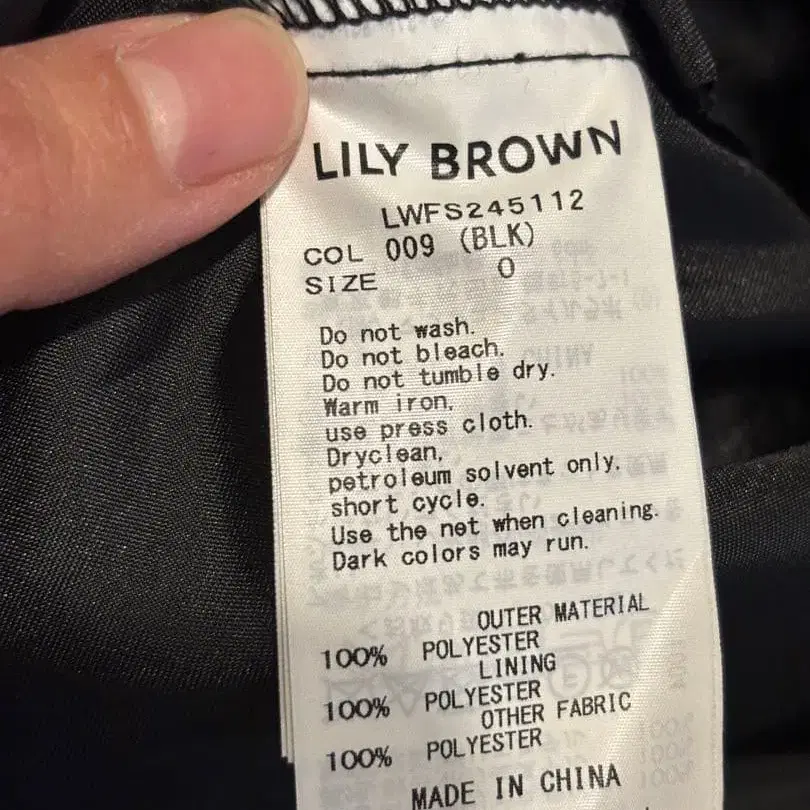 LILY BROWN
LWFS245112
COL 009 (BLK)
SIZE 0
Do not wash.
Do not bleach.
Do not tumble dry.
Warm iron,
use press cloth.
Dryclean,
petroleum solvent only,
short cycle.
Use the net when cleaning.
Dark colors may run.
OUTER MATERIAL
100% POLYESTER
LINING
100% POLYESTER
OTHER FABRIC
100% POLYESTER
MADE IN CHINA